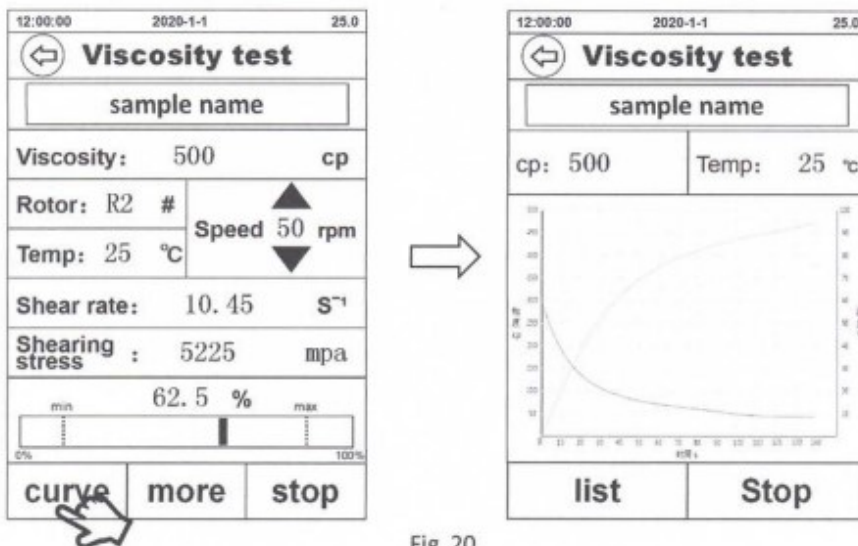 12:00:00 2020-1-1 25.0
Viscosity test
sample name
Viscosity: 500 cp
Rotor: R2 #
Temp: 25 ℃
Speed 50 rpm
Shear rate: 10.45 S⁻¹
Shearing stress : 5225 mpa
62.5 %
min max
0% 100%
curve more stop
12:00:00 2020-1-1 25.0
Viscosity test
sample name
cp: 500 Temp: 25 ℃
list Stop
Fig. 20